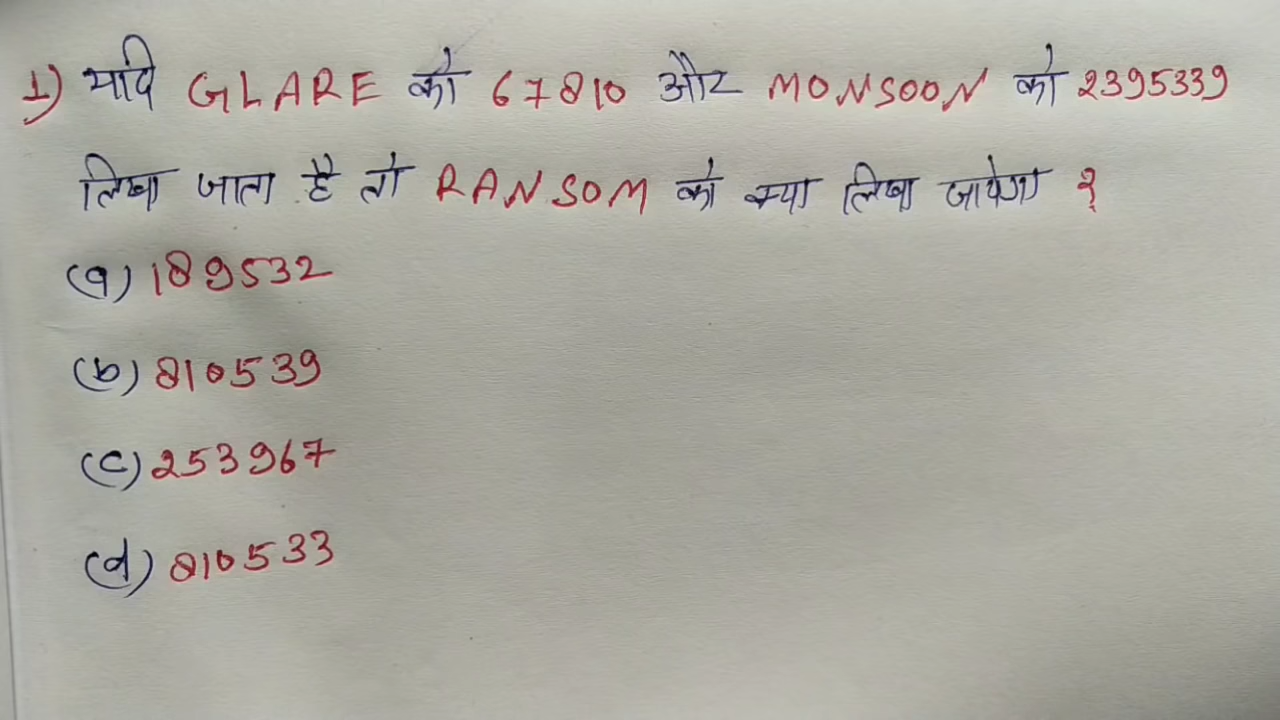 1) यदि GLARE को 67810 और MONSOON को 2395339
लिखा जाता है तो RANSOM को क्या लिखा जायेगा ?
(a) 189532
(b) 810539
(c) 253967
(d) 810533